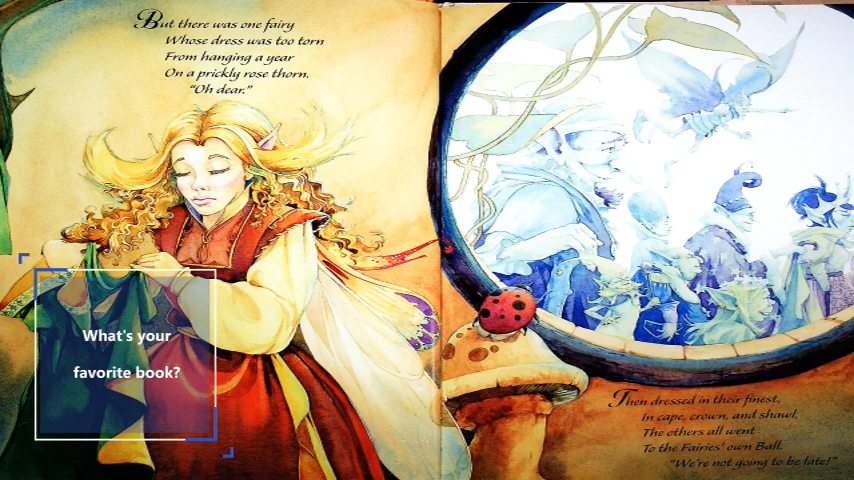 But there was one fairy
Whose dress was too torn
From hanging a year
On a prickly rose thorn.
"Oh dear."
What's your
favorite book?
Then dressed in their finest,
In cape, crown, and shawl,
The others all went
To the Fairies' own Ball.
"We're not going to be late!"